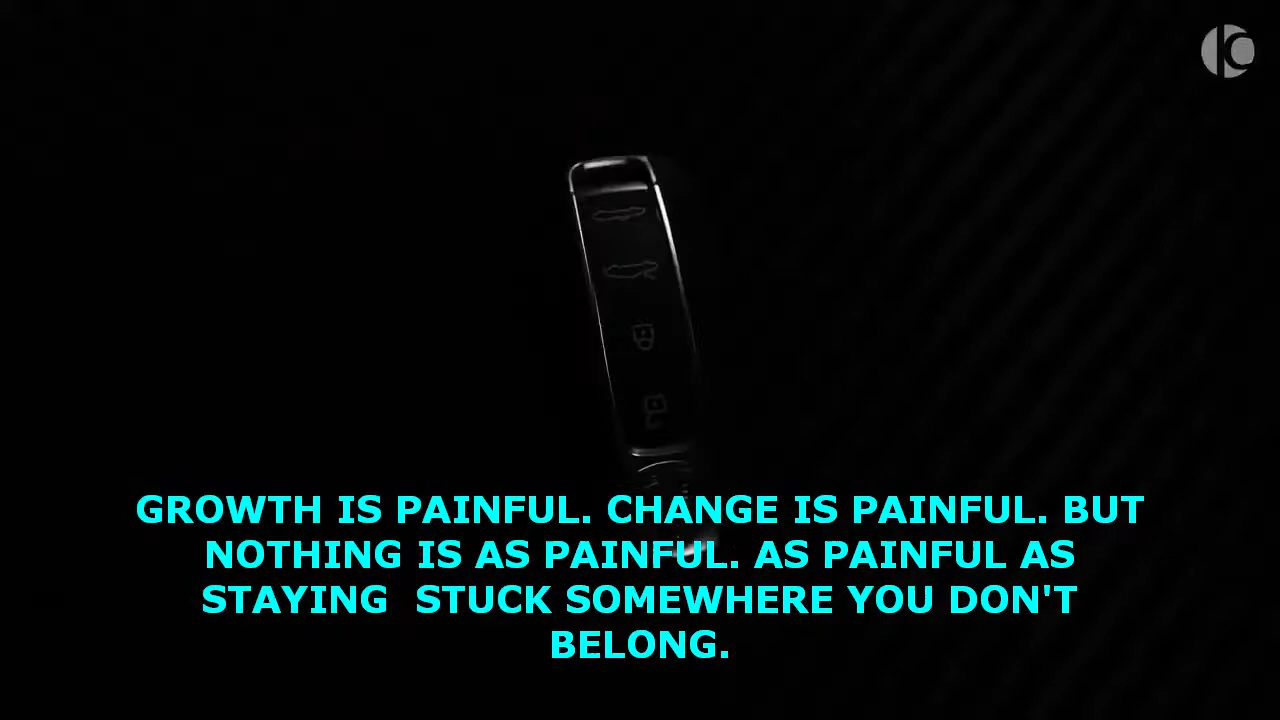 GROWTH IS PAINFUL. CHANGE IS PAINFUL. BUT
NOTHING IS AS PAINFUL. AS PAINFUL AS
STAYING  STUCK SOMEWHERE YOU DON'T
BELONG.